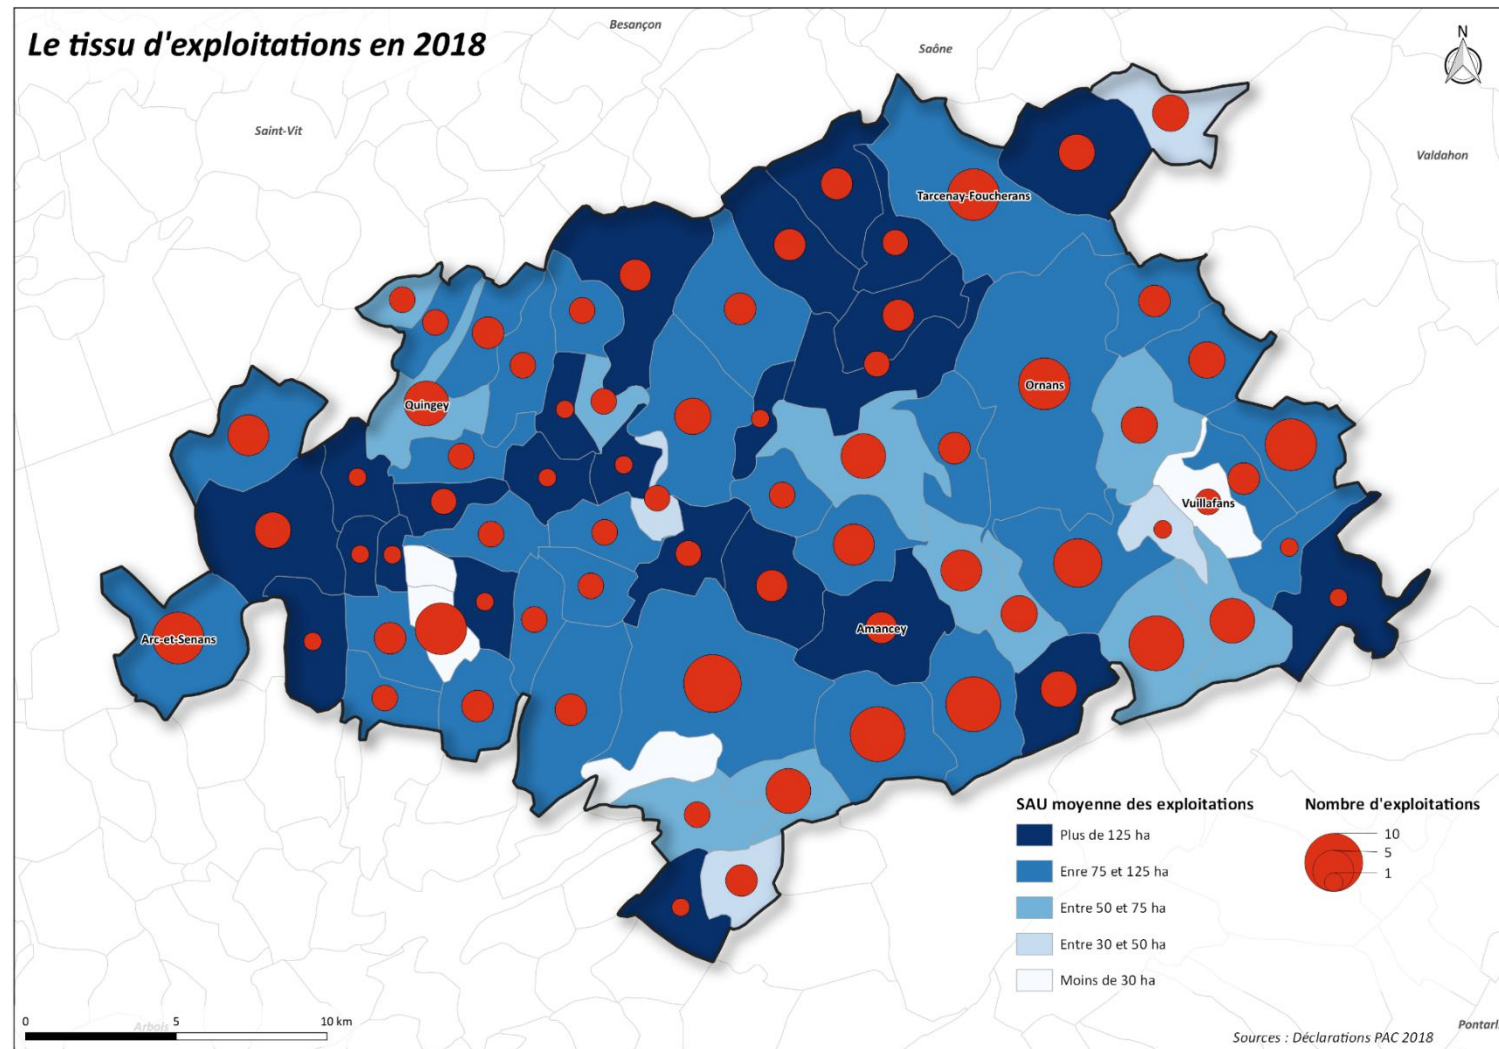 Le tissu d'exploitations en 2018
Besançon
Saône
N
Saint-Vit
Valdahon
Tarcenay-Foucherans
Ornans
Quingey
Vuillafans
Arc-et-Senans
Amancey
SAU moyenne des exploitations
Plus de 125 ha
Enre 75 et 125 ha
Entre 50 et 75 ha
Entre 30 et 50 ha
Moins de 30 ha
Nombre d'exploitations
10
5
1
0 5 10 km
Arbois
Pontarl
Sources : Déclarations PAC 2018